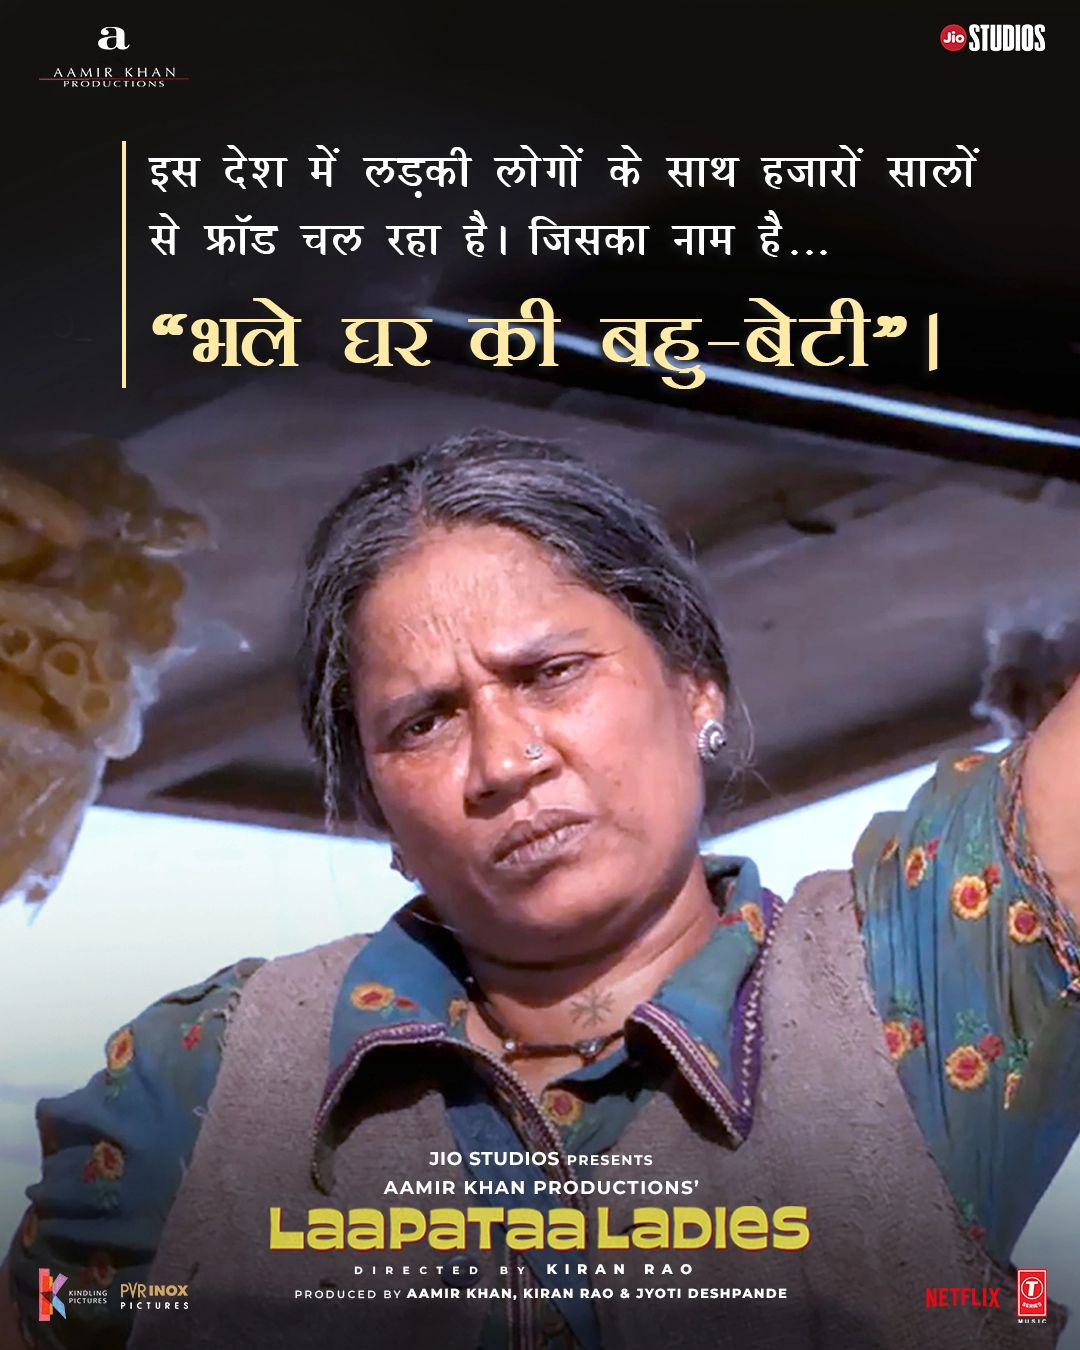 a
AAMIR KHAN
PRODUCTIONS
Jio STUDIOS
इस देश में लड़की लोगों के साथ हजारों सालों
से फ्रॉड चल रहा है। जिसका नाम है...
“भले घर की बहु-बेटी”।
JIO STUDIOS PRESENTS
AAMIR KHAN PRODUCTIONS’
LAAPATAA LADIES
DIRECTED BY KIRAN RAO
PRODUCED BY AAMIR KHAN, KIRAN RAO & JYOTI DESHPANDE
KINDLING
PICTURES
PVR INOX
PICTURES
NETFLIX
T
SERIES
MUSIC